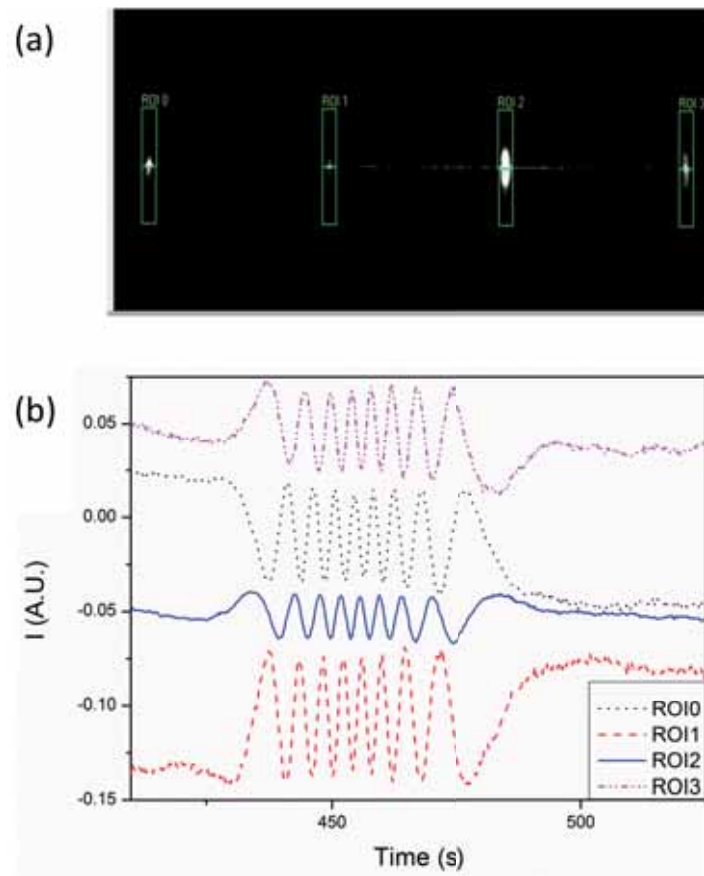 (a)
ROI 0
ROI 1
ROI 2
ROI 3
(b)
I (A.U.)
0.05
0.00
-0.05
-0.10
-0.15
450
500
Time (s)
ROI0
ROI1
ROI2
ROI3